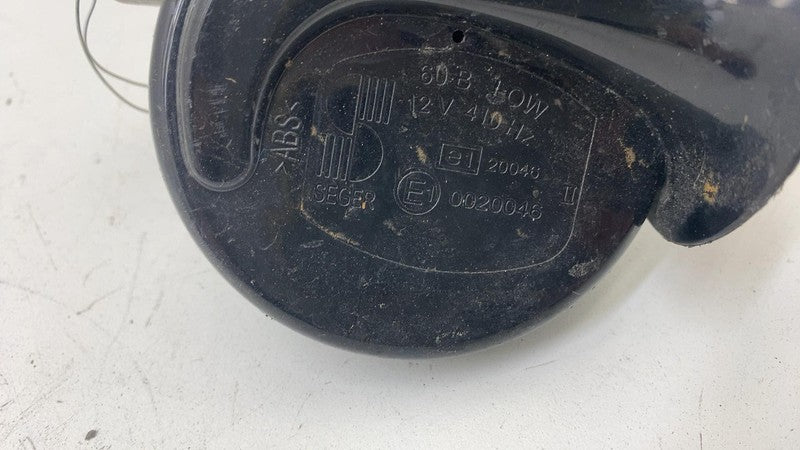 60-B LOW
12 V 410 Hz
>ABS<
e1 20046
SEGER E1 0020046 II